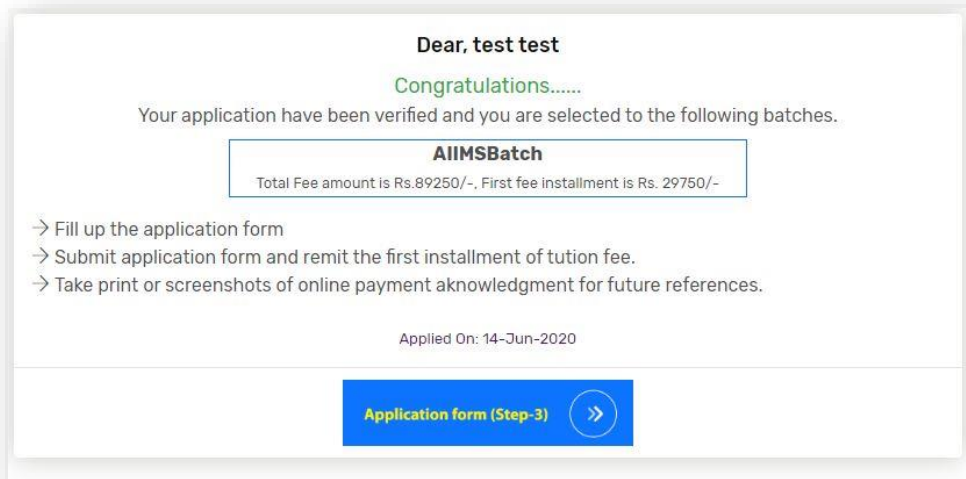 Dear, test test
Congratulations......
Your application have been verified and you are selected to the following batches.
AIIMSBatch
Total Fee amount is Rs.89250/-, First fee installment is Rs. 29750/-
→ Fill up the application form
→ Submit application form and remit the first installment of tution fee.
→ Take print or screenshots of online payment aknowledgment for future references.
Applied On: 14-Jun-2020
Application form (Step-3)